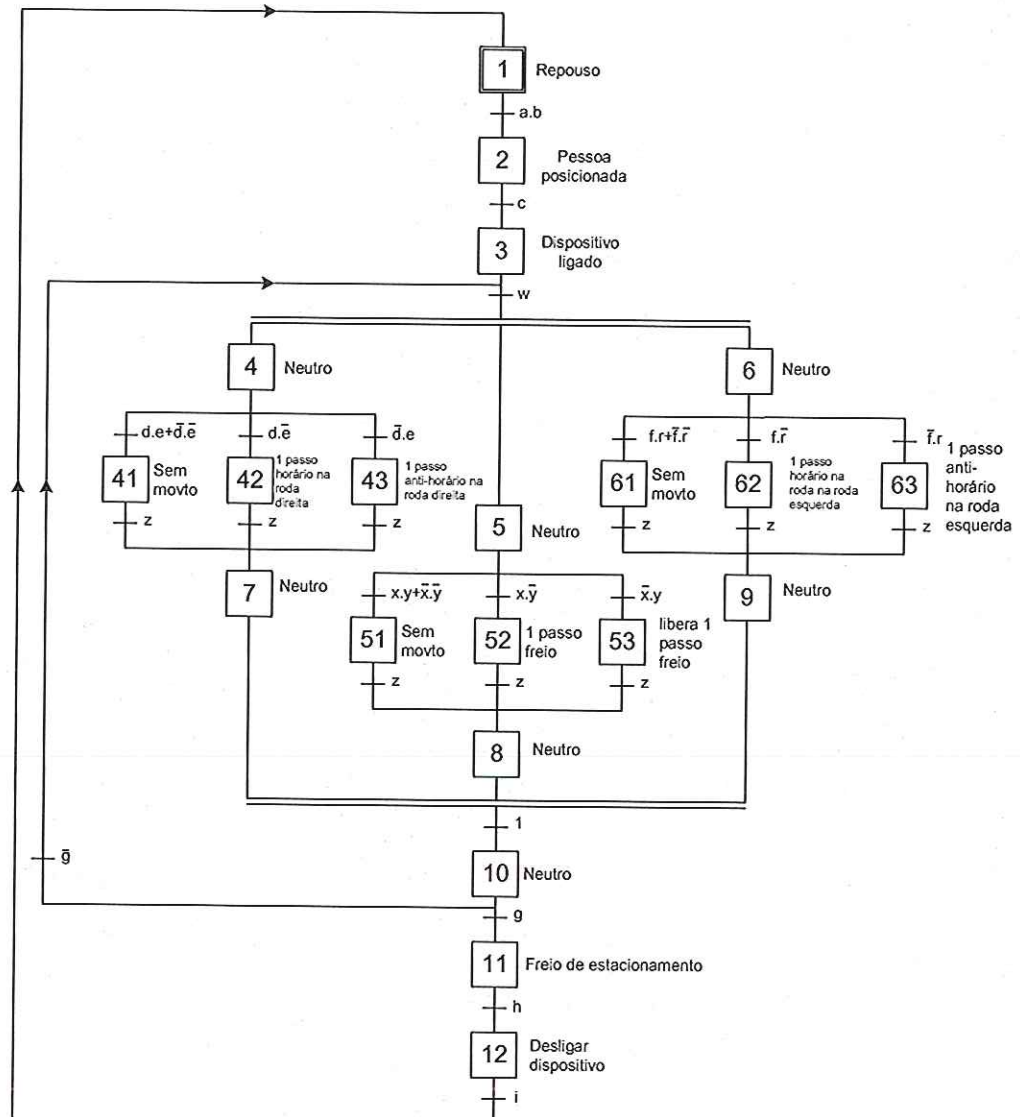 1
Repouso
a.b
2
Pessoa
posicionada
c
3
Dispositivo
ligado
w
4
Neutro
6
Neutro
d.e+d̅.e̅
d.e̅
d̅.e
f.r+f̅.r̅
f.r̅
f̅.r
41
Sem
movto
42
1 passo
horário na
roda
direita
43
1 passo
anti-horário na
roda direita
61
Sem
movto
62
1 passo
horário na
roda na roda
esquerda
63
1 passo
anti-
horário
na roda
esquerda
z
z
z
z
z
z
5
Neutro
7
Neutro
9
Neutro
x.y+x̅.y̅
x.y̅
x̅.y
51
Sem
movto
52
1 passo
freio
53
libera 1
passo
freio
z
z
z
8
Neutro
1
g̅
10
Neutro
g
11
Freio de estacionamento
h
12
Desligar
dispositivo
i